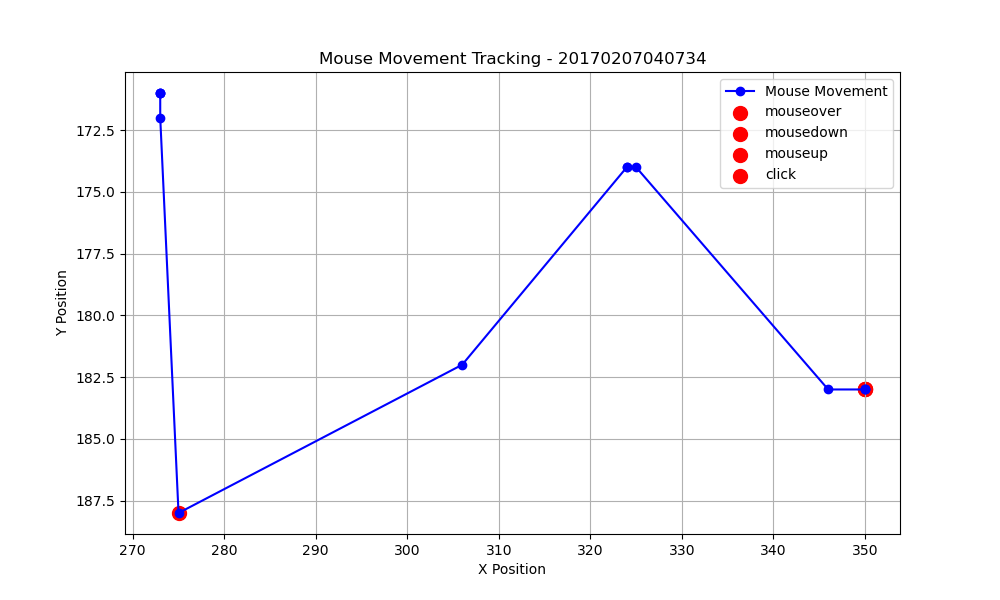 Mouse Movement Tracking - 20170207040734
Mouse Movement
mouseover
mousedown
mouseup
click
172.5
175.0
177.5
180.0
182.5
185.0
187.5
Y Position
270 280 290 300 310 320 330 340 350
X Position